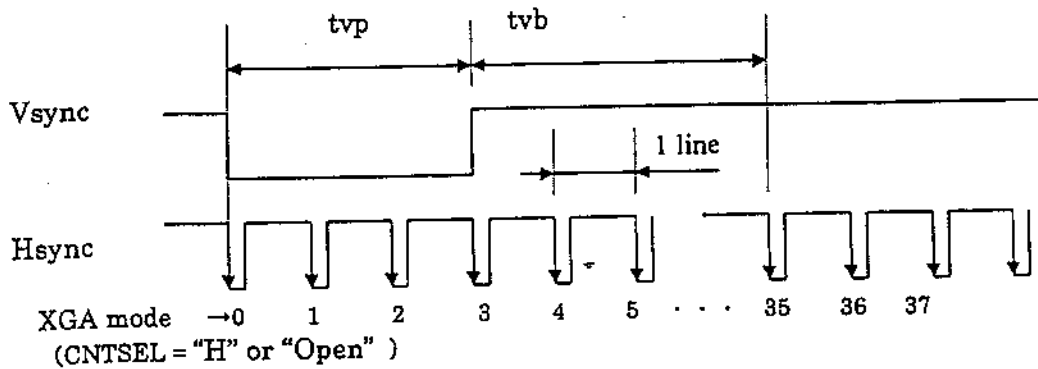 tvp tvb
Vsync
1 line
Hsync
XGA mode →0 1 2 3 4 5 · · · 35 36 37
(CNTSEL = “H” or “Open” )